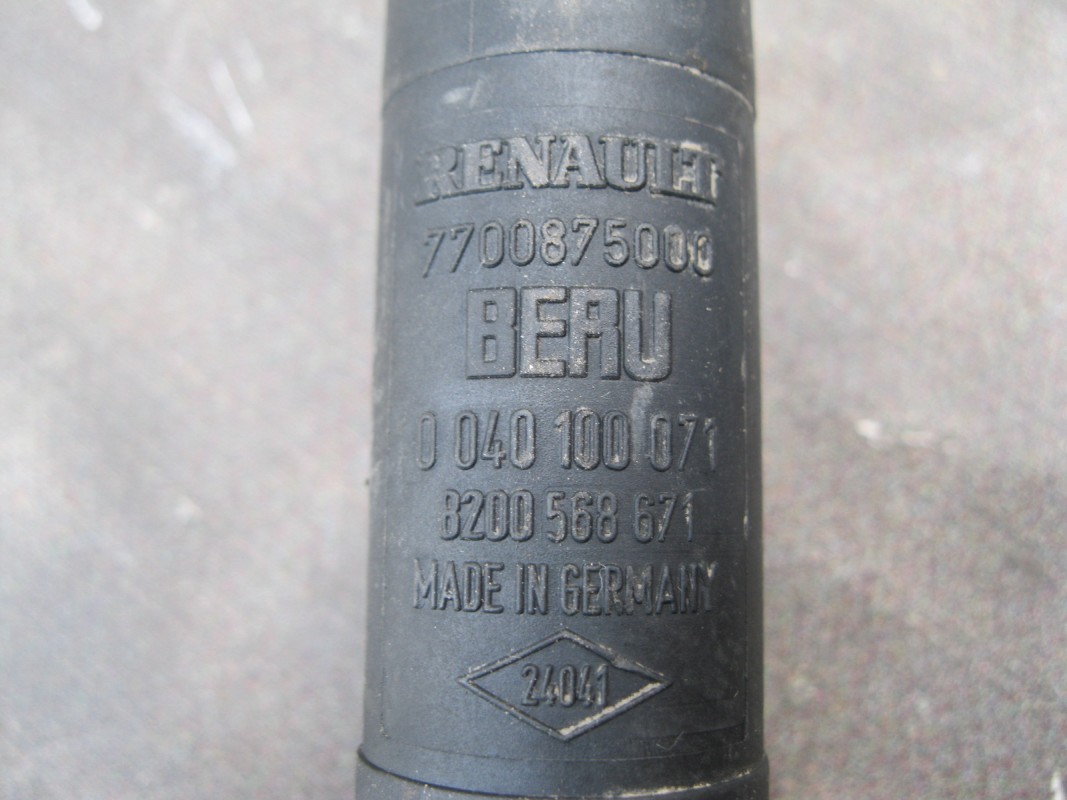 RENAULT
7700875000
BERU
0 040 100 071
8200 568 671
MADE IN GERMANY
24041